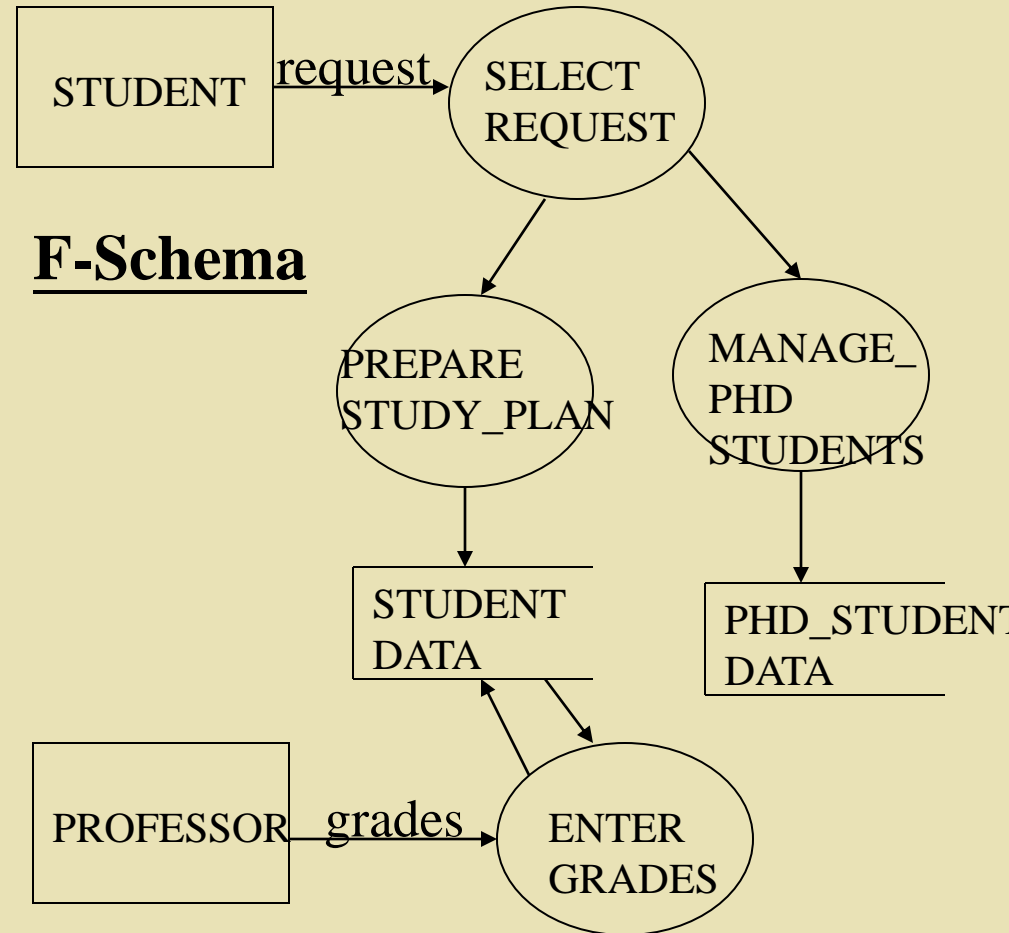 STUDENT
request
SELECT
REQUEST
F-Schema
PREPARE
STUDY_PLAN
MANAGE_
PHD
STUDENTS
STUDENT
DATA
PHD_STUDENT
DATA
PROFESSOR
grades
ENTER
GRADES